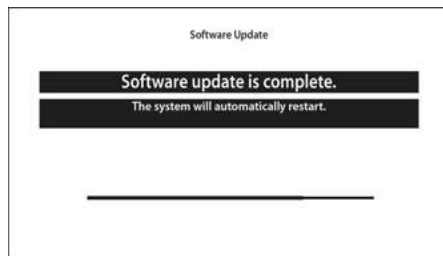 Software Update
Software update is complete.
The system will automatically restart.